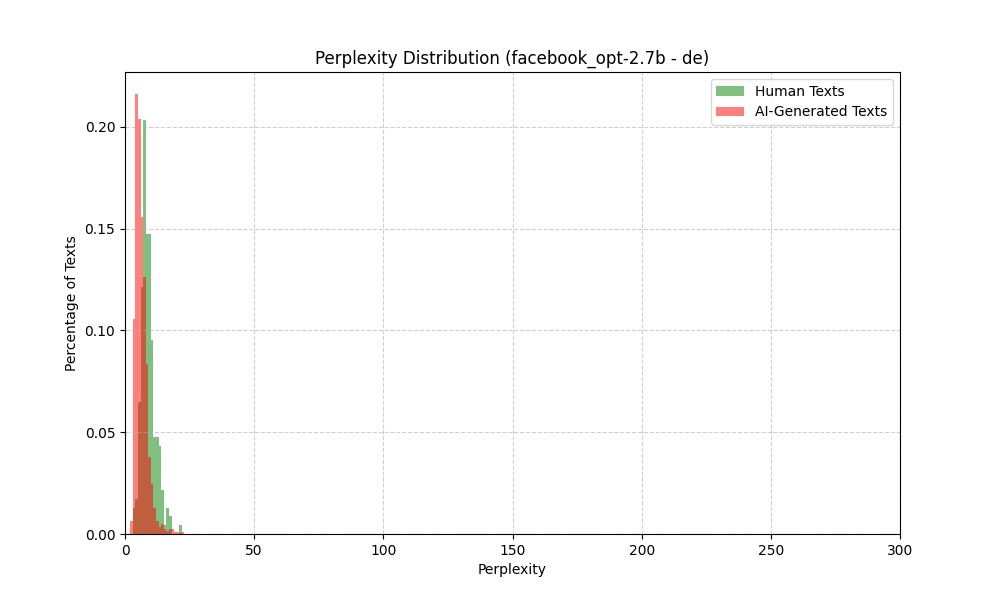 Perplexity Distribution (facebook_opt-2.7b - de)
Human Texts
AI-Generated Texts
0.20
0.15
0.10
0.05
0.00
Percentage of Texts
0 50 100 150 200 250 300
Perplexity